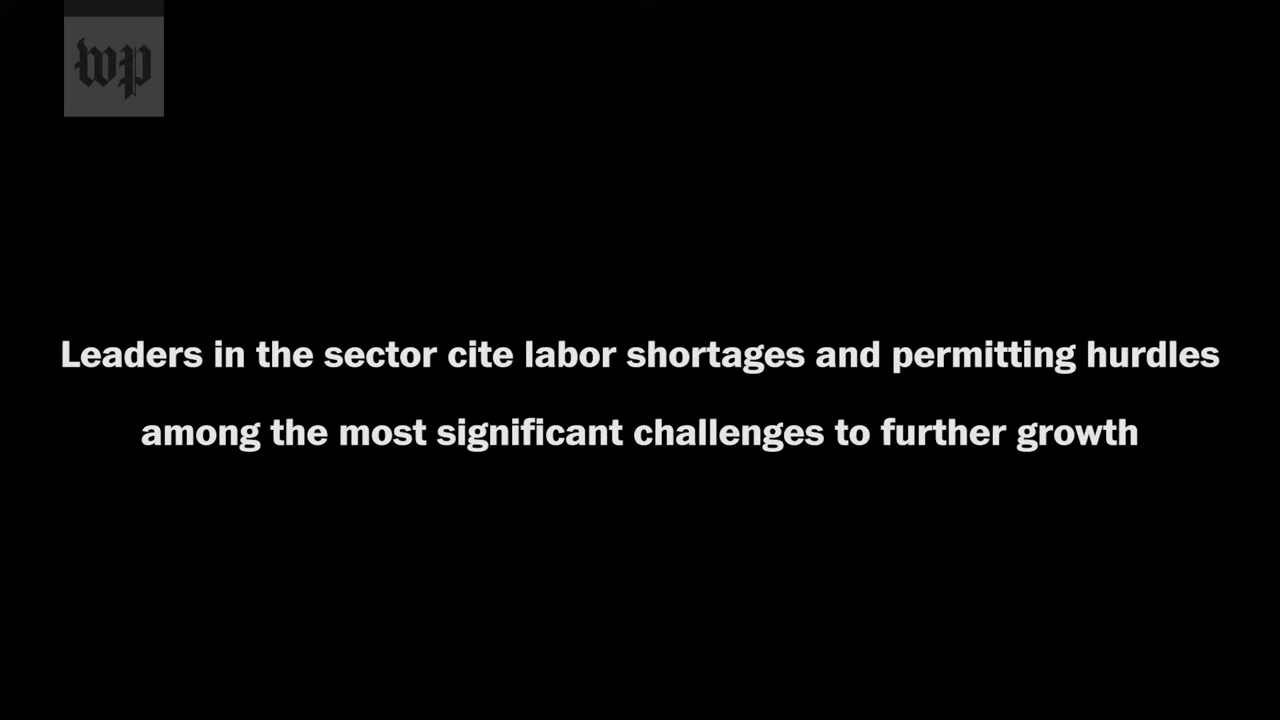 wp
Leaders in the sector cite labor shortages and permitting hurdles
among the most significant challenges to further growth